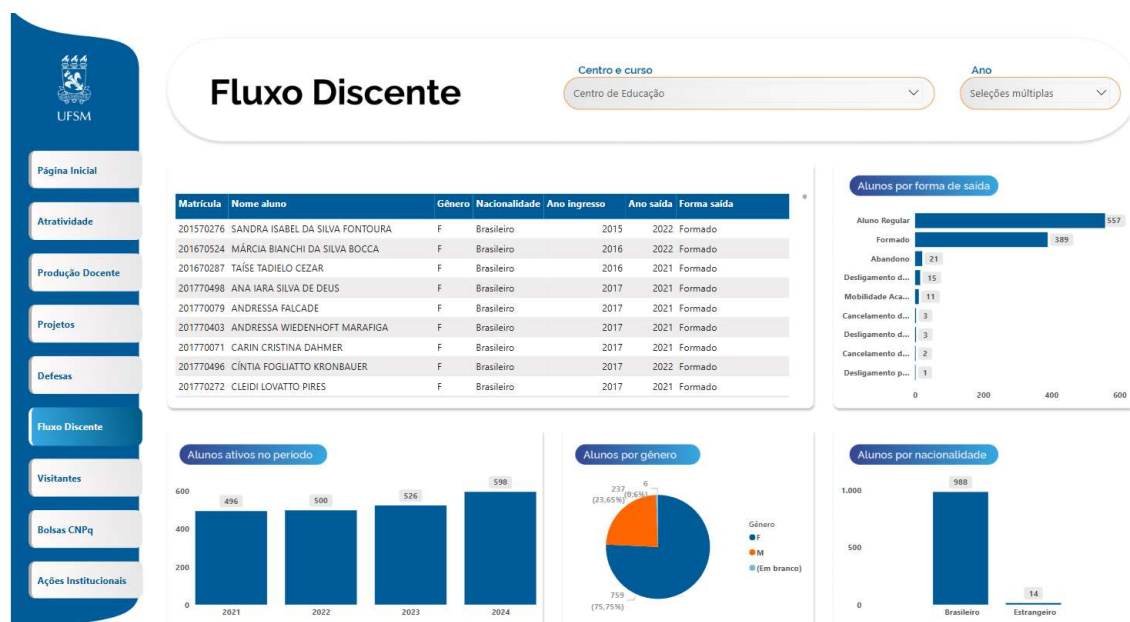 UFSM
Página Inicial
Atratividade
Produção Docente
Projetos
Defesas
Fluxo Discente
Visitantes
Bolsas CNPq
Ações Institucionais
Fluxo Discente
Centro e curso
Centro de Educação
Ano
Seleções múltiplas
Matrícula Nome aluno Gênero Nacionalidade Ano ingresso Ano saída Forma saída
201570276 SANDRA ISABEL DA SILVA FONTOURA F Brasileiro 2015 2022 Formado
201670524 MÁRCIA BIANCHI DA SILVA BOCCA F Brasileiro 2016 2022 Formado
201670287 TAÍSE TADIELO CEZAR F Brasileiro 2016 2021 Formado
201770498 ANA IARA SILVA DE DEUS F Brasileiro 2017 2021 Formado
201770079 ANDRESSA FALCADE F Brasileiro 2017 2021 Formado
201770403 ANDRESSA WIEDENHOFT MARAFIGA F Brasileiro 2017 2021 Formado
201770071 CARIN CRISTINA DAHMER F Brasileiro 2017 2021 Formado
201770496 CÍNTIA FOGLIATTO KRONBAUER F Brasileiro 2017 2022 Formado
201770272 CLEIDI LOVATTO PIRES F Brasileiro 2017 2021 Formado
Alunos por forma de saída
Aluno Regular 557
Formado 389
Abandono 21
Desligamento d... 15
Mobilidade Aca... 11
Cancelamento d... 3
Desligamento d... 3
Cancelamento d... 2
Desligamento p... 1
0 200 400 600
Alunos ativos no período
600
400
200
0
496 500 526 598
2021 2022 2023 2024
Alunos por gênero
6
(0,6%)
237
(23,65%)
759
(75,75%)
Gênero
F
M
(Em branco)
Alunos por nacionalidade
1.000
500
0
988
14
Brasileiro Estrangeiro